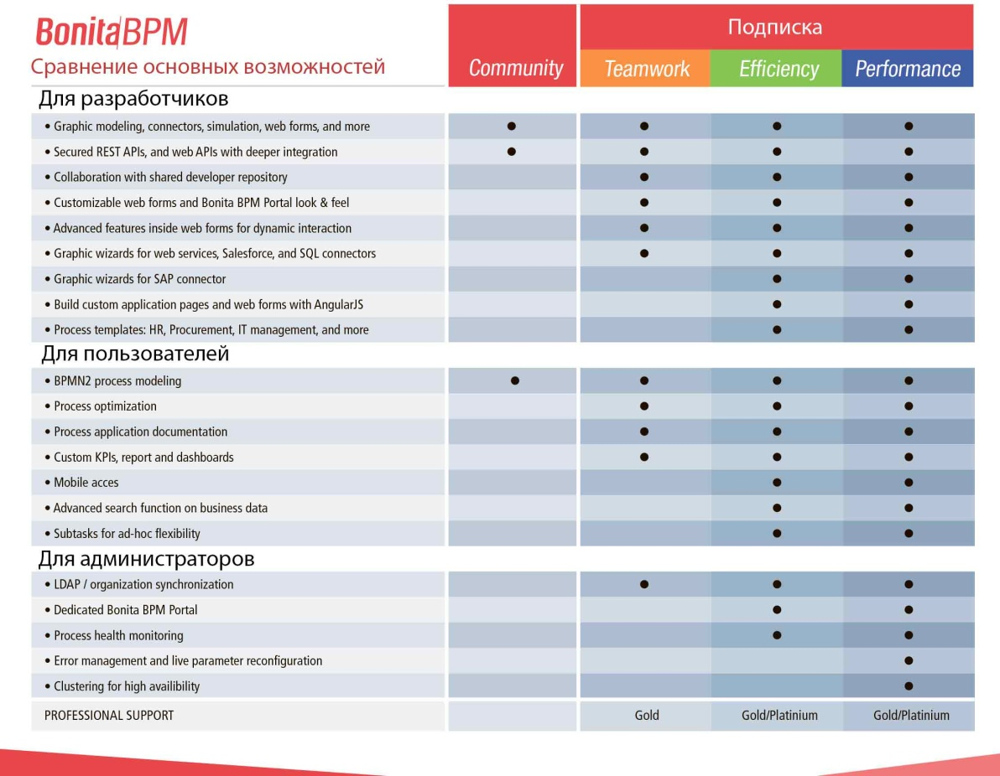 BonitaBPM
Сравнение основных возможностей
Подписка
Community Teamwork Efficiency Performance
Для разработчиков
• Graphic modeling, connectors, simulation, web forms, and more ● ● ● ●
• Secured REST APIs, and web APIs with deeper integration ● ● ● ●
• Collaboration with shared developer repository ● ● ●
• Customizable web forms and Bonita BPM Portal look & feel ● ● ●
• Advanced features inside web forms for dynamic interaction ● ● ●
• Graphic wizards for web services, Salesforce, and SQL connectors ● ● ●
• Graphic wizards for SAP connector ● ●
• Build custom application pages and web forms with AngularJS ● ●
• Process templates: HR, Procurement, IT management, and more ● ●
Для пользователей
• BPMN2 process modeling ● ● ● ●
• Process optimization ● ● ●
• Process application documentation ● ● ●
• Custom KPIs, report and dashboards ● ● ●
• Mobile acces ● ●
• Advanced search function on business data ● ●
• Subtasks for ad-hoc flexibility ● ●
Для администраторов
• LDAP / organization synchronization ● ● ●
• Dedicated Bonita BPM Portal ● ●
• Process health monitoring ● ●
• Error management and live parameter reconfiguration ●
• Clustering for high availibility ●
PROFESSIONAL SUPPORT Gold Gold/Platinium Gold/Platinium